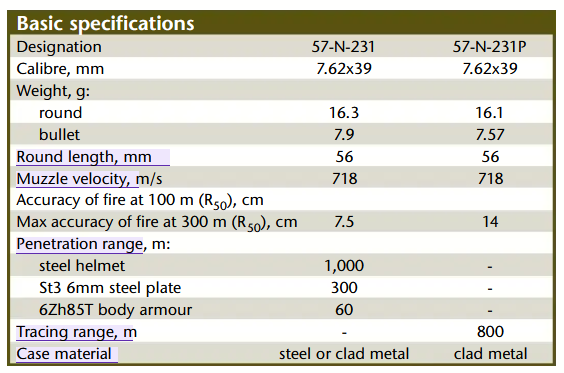 Basic specifications
Designation 57-N-231 57-N-231P
Calibre, mm 7.62x39 7.62x39
Weight, g:
round 16.3 16.1
bullet 7.9 7.57
Round length, mm 56 56
Muzzle velocity, m/s 718 718
Accuracy of fire at 100 m (R50), cm
Max accuracy of fire at 300 m (R50), cm 7.5 14
Penetration range, m:
steel helmet 1,000 -
St3 6mm steel plate 300 -
6Zh85T body armour 60 -
Tracing range, m - 800
Case material steel or clad metal clad metal